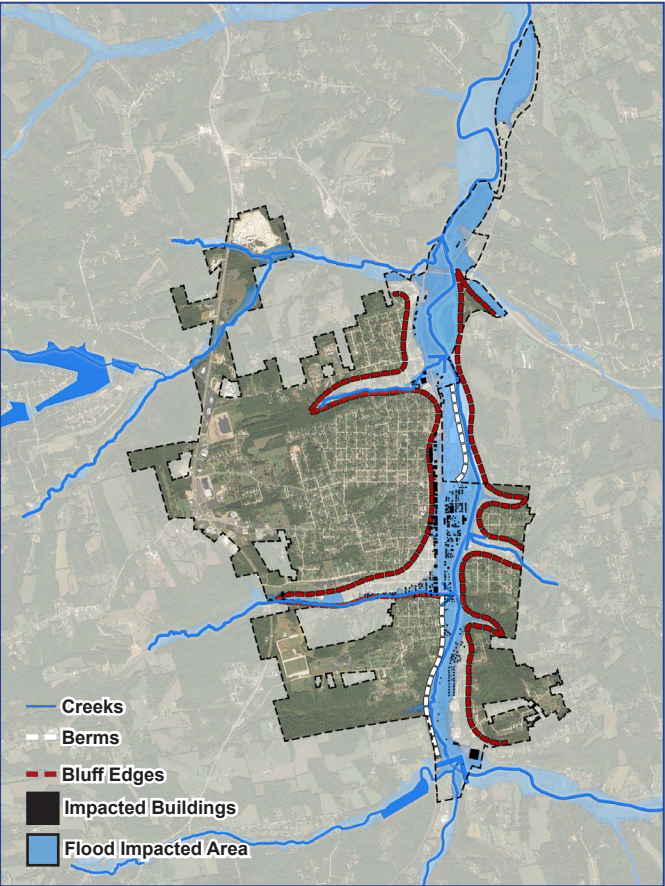 Creeks
Berms
Bluff Edges
Impacted Buildings
Flood Impacted Area